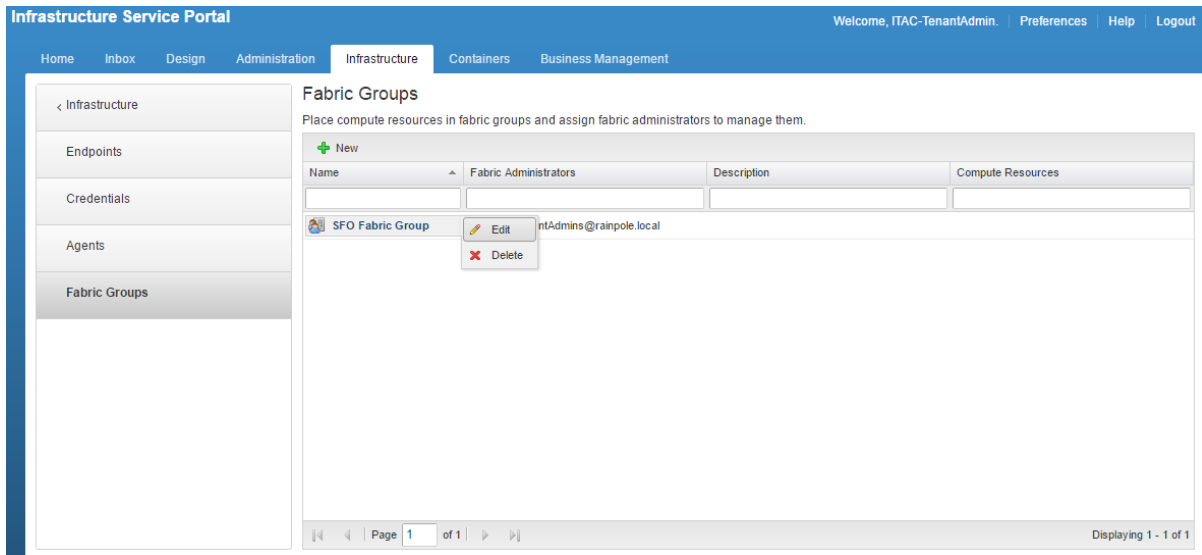 Infrastructure Service Portal
Welcome, ITAC-TenantAdmin. Preferences Help Logout
Home Inbox Design Administration Infrastructure Containers Business Management
< Infrastructure
Endpoints
Credentials
Agents
Fabric Groups
Fabric Groups
Place compute resources in fabric groups and assign fabric administrators to manage them.
New
Name Fabric Administrators Description Compute Resources
SFO Fabric Group ntAdmins@rainpole.local
Edit
Delete
Page 1 of 1 Displaying 1 - 1 of 1